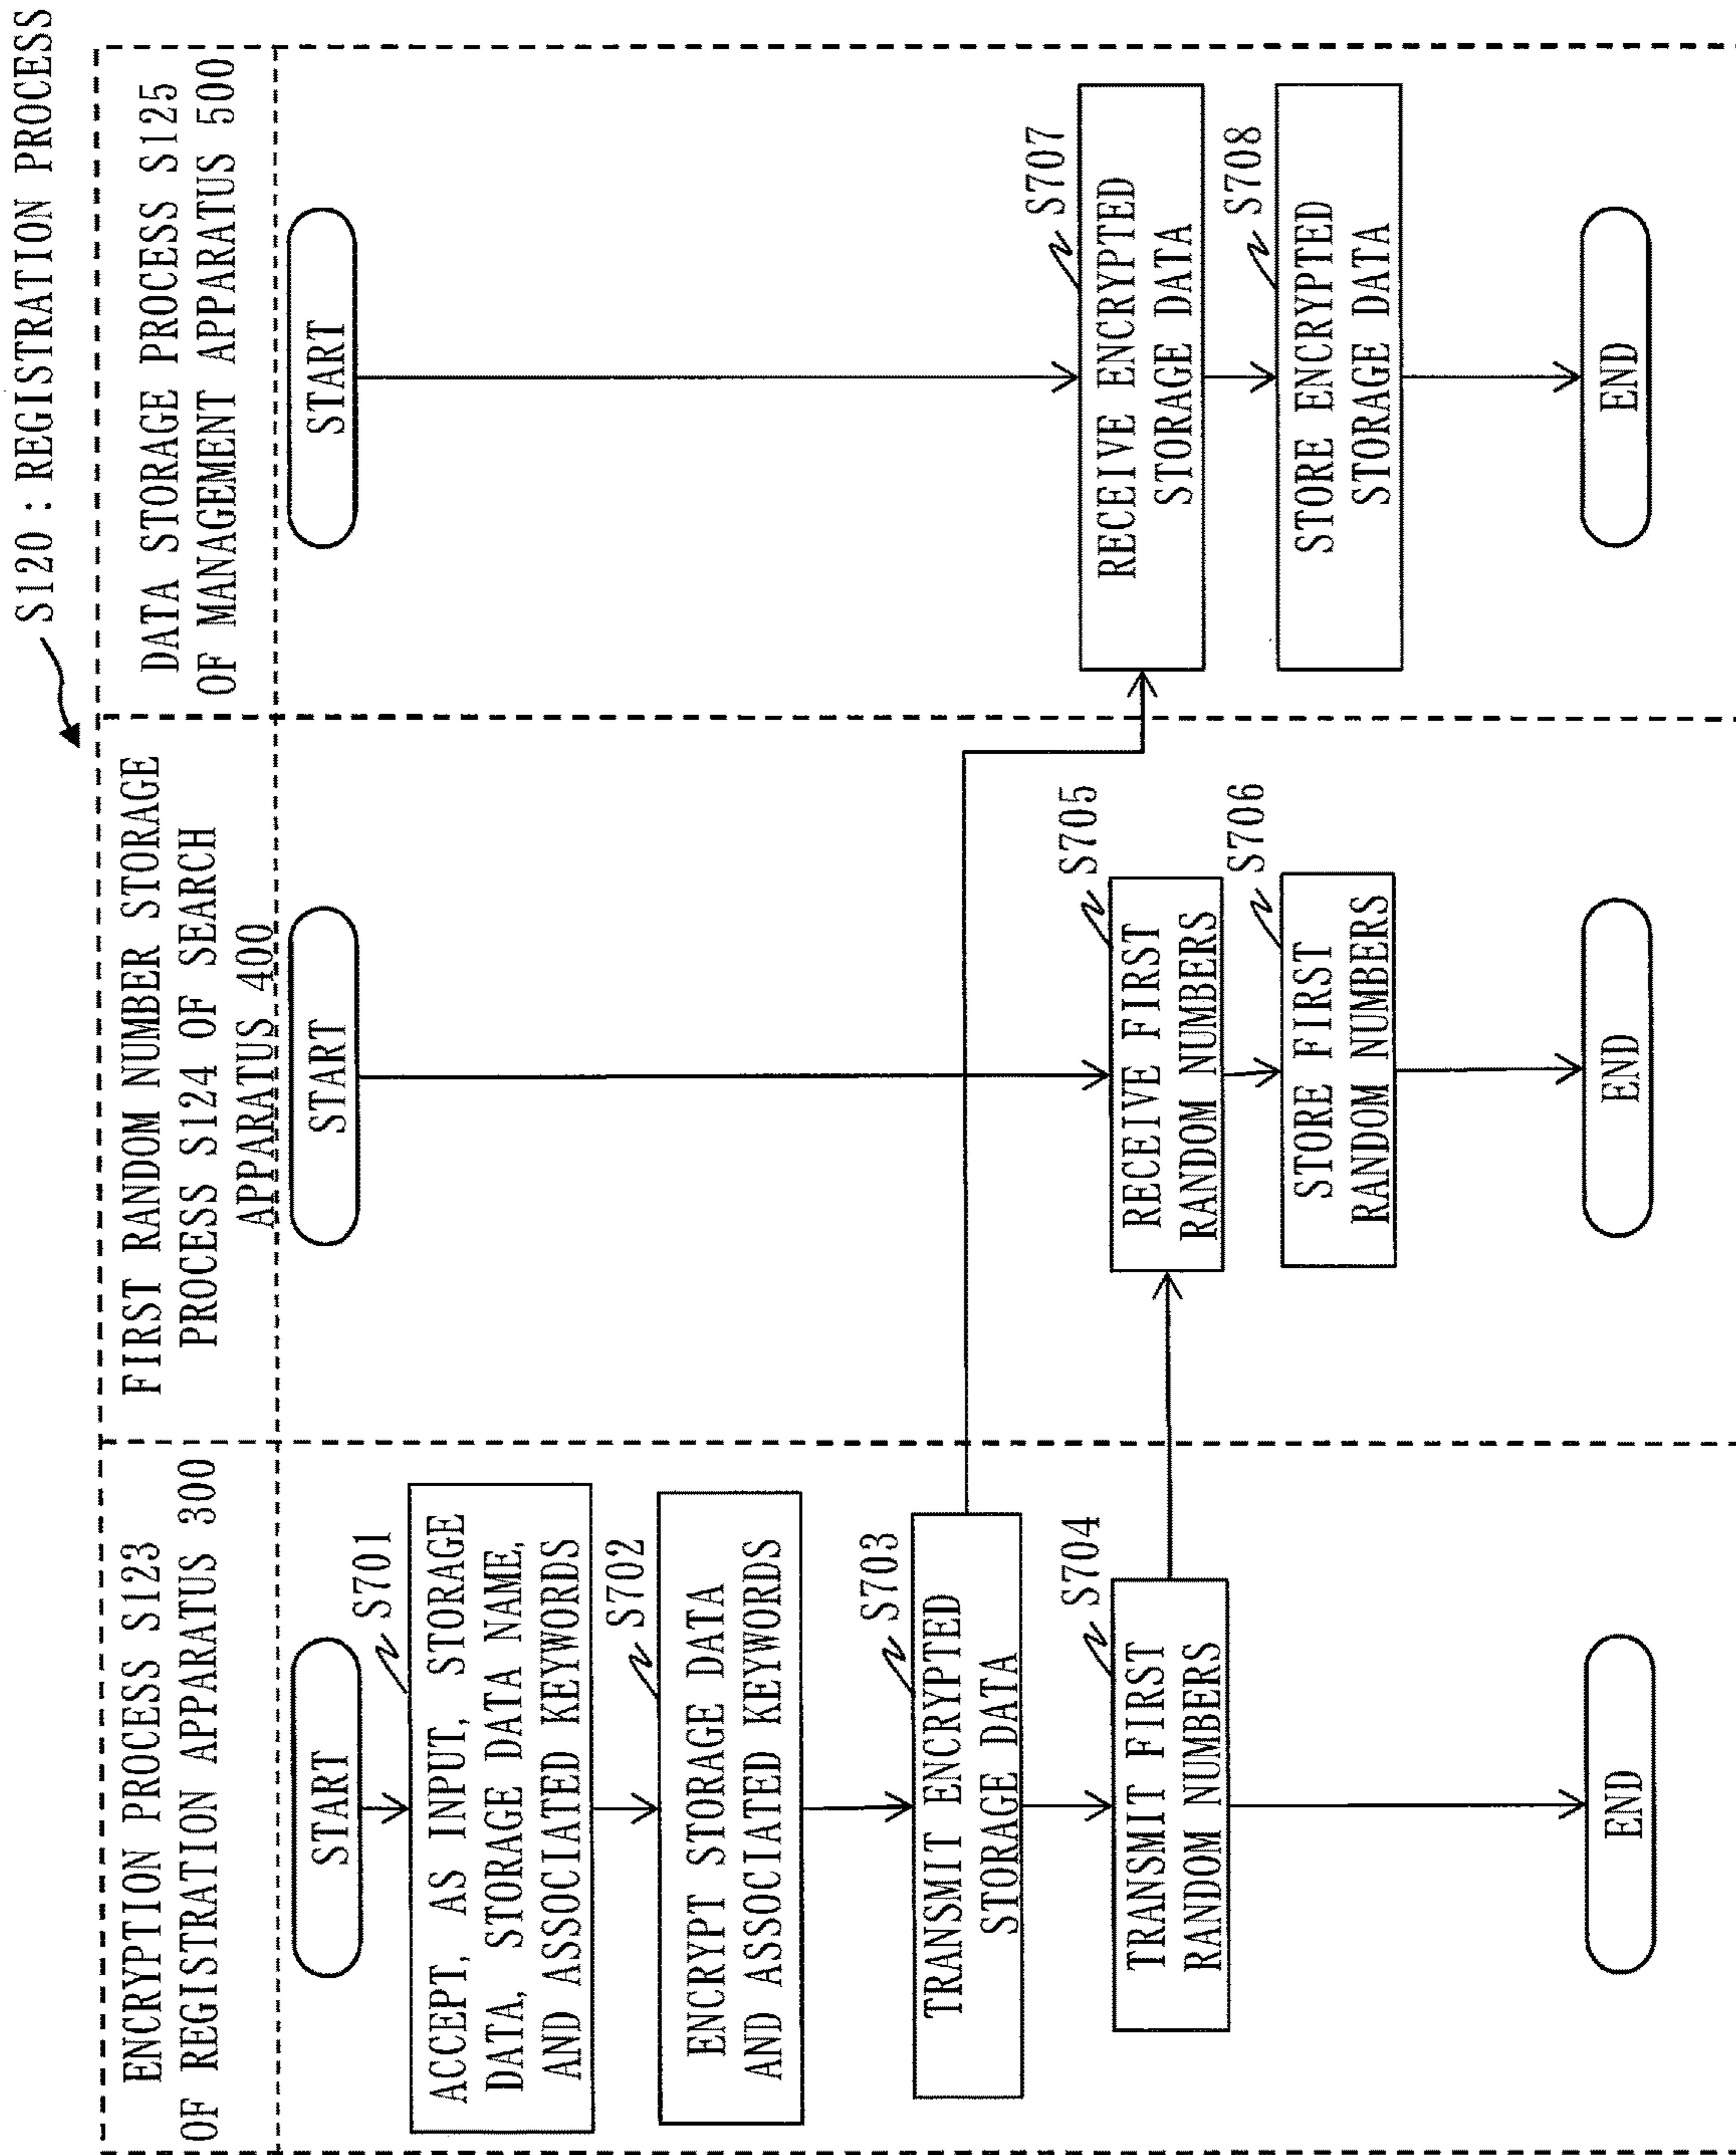 S120 : REGISTRATION PROCESS
ENCRYPTION PROCESS S123
OF REGISTRATION APPARATUS 300
START
S701
ACCEPT, AS INPUT, STORAGE
DATA, STORAGE DATA NAME,
AND ASSOCIATED KEYWORDS
S702
ENCRYPT STORAGE DATA
AND ASSOCIATED KEYWORDS
S703
TRANSMIT ENCRYPTED
STORAGE DATA
S704
TRANSMIT FIRST
RANDOM NUMBERS
END
FIRST RANDOM NUMBER STORAGE
PROCESS S124 OF SEARCH
APPARATUS 400
START
S705
RECEIVE FIRST
RANDOM NUMBERS
S706
STORE FIRST
RANDOM NUMBERS
END
DATA STORAGE PROCESS S125
OF MANAGEMENT APPARATUS 500
START
S707
RECEIVE ENCRYPTED
STORAGE DATA
S708
STORE ENCRYPTED
STORAGE DATA
END